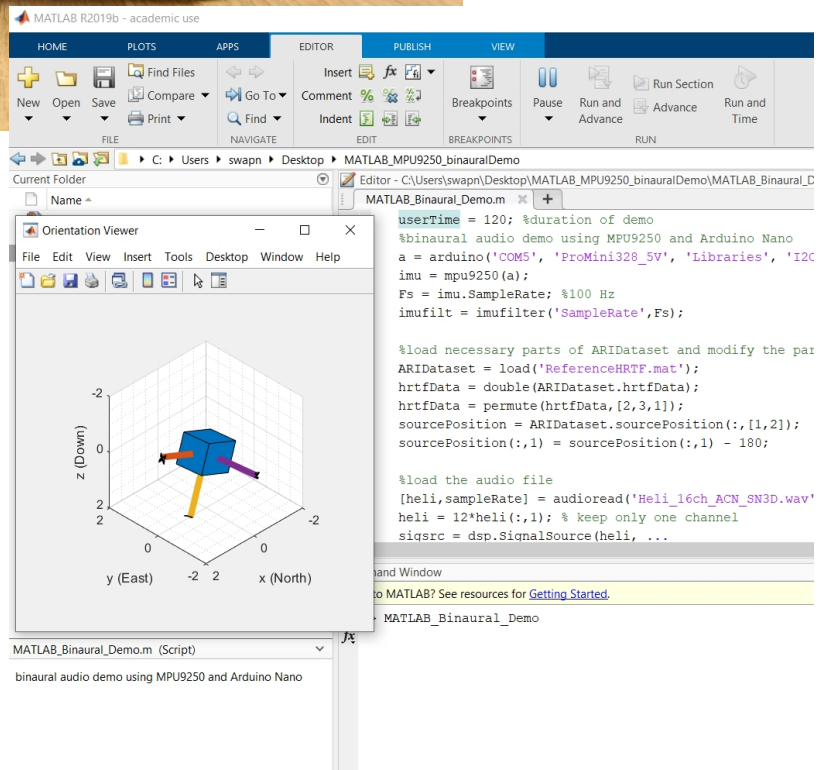 MATLAB R2019b - academic use
HOME PLOTS APPS EDITOR PUBLISH VIEW
New Open Save Find Files Compare Print
Go To Find
Insert fx
Comment %
Indent
Breakpoints
Pause Run and Advance Run Section Advance Run and Time
FILE NAVIGATE EDIT BREAKPOINTS RUN
C: Users swapn Desktop MATLAB_MPU9250_binauralDemo
Current Folder
Name
Editor - C:\Users\swapn\Desktop\MATLAB_MPU9250_binauralDemo\MATLAB_Binaural_D
MATLAB_Binaural_Demo.m
userTime = 120; %duration of demo
%binaural audio demo using MPU9250 and Arduino Nano
a = arduino('COM5', 'ProMini328_5V', 'Libraries', 'I2C
imu = mpu9250(a);
Fs = imu.SampleRate; %100 Hz
imufilt = imufilter('SampleRate',Fs);
%load necessary parts of ARIDataset and modify the par
ARIDataset = load('ReferenceHRTF.mat');
hrtfData = double(ARIDataset.hrtfData);
hrtfData = permute(hrtfData,[2,3,1]);
sourcePosition = ARIDataset.sourcePosition(:,[1,2]);
sourcePosition(:,1) = sourcePosition(:,1) - 180;
%load the audio file
[heli,sampleRate] = audioread('Heli_16ch_ACN_SN3D.wav'
heli = 12*heli(:,1); % keep only one channel
sigsrc = dsp.SignalSource(heli, ...
Orientation Viewer
File Edit View Insert Tools Desktop Window Help
-2
0
2
z (Down)
2
0
-2
y (East)
2
0
-2
x (North)
and Window
to MATLAB? See resources for Getting Started.
MATLAB_Binaural_Demo
fx
MATLAB_Binaural_Demo.m (Script)
binaural audio demo using MPU9250 and Arduino Nano